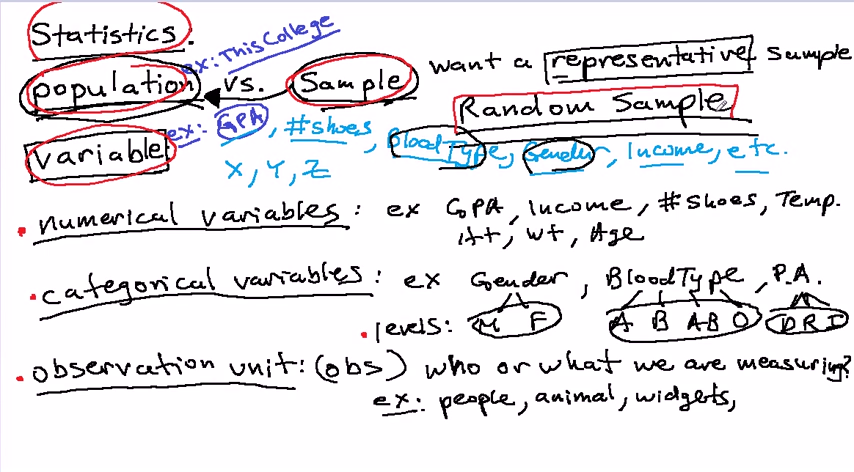 Statistics.
ex: This College
population vs. Sample want a representative sample
Random Sample
variable ex: GPA, #shoes, Blood Type, Gender, Income, etc.
X, Y, Z
numerical variables: ex GPA, Income, #shoes, Temp.
Ht, Wt, Age
categorical variables: ex Gender, Blood Type, P.A.
levels: M F A B AB O D R I
observation unit: (obs) who or what we are measuring?
ex: people, animal, widgets,